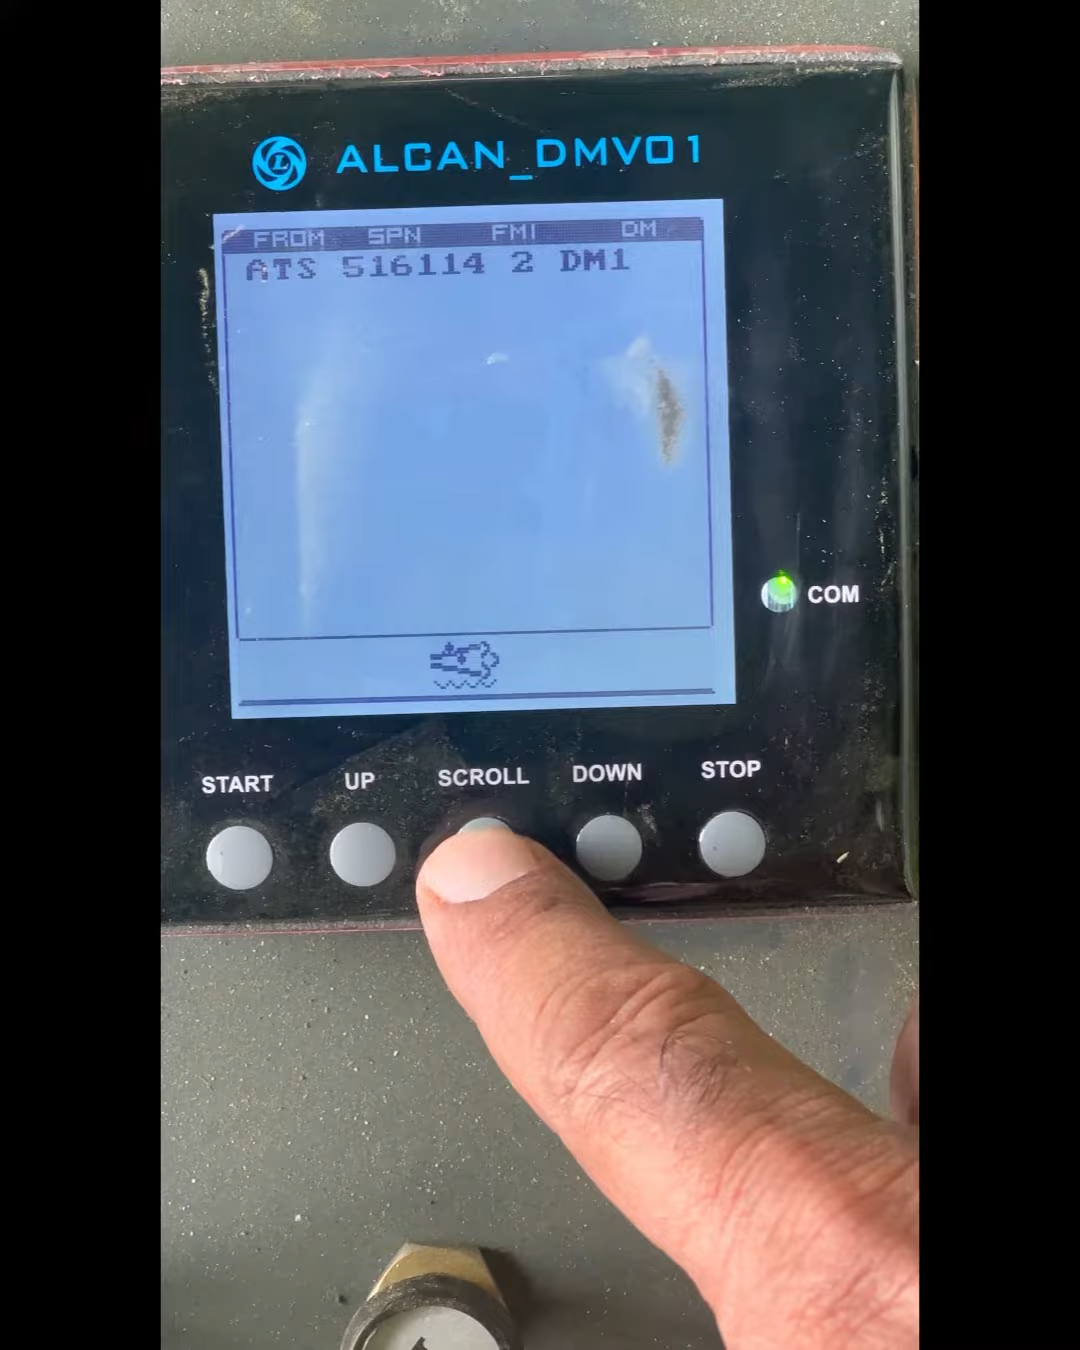 ALCAN_DMV01
FROM SPN FMI DM
ATS 516114 2 DM1
COM
START UP SCROLL DOWN STOP